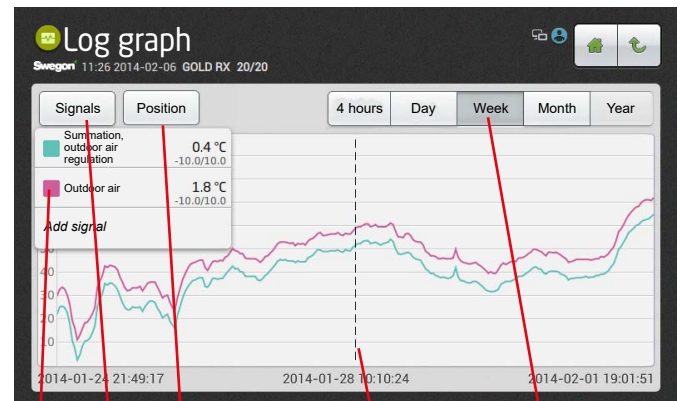 Log graph
Swegon 11:26 2014-02-06 GOLD RX 20/20
Signals Position 4 hours Day Week Month Year
Summation,
outdoor air 0.4 °C
regulation -10.0/10.0
Outdoor air 1.8 °C
-10.0/10.0
Add signal
40
30
20
10
2014-01-24 21:49:17 2014-01-28 10:10:24 2014-02-01 19:01:51